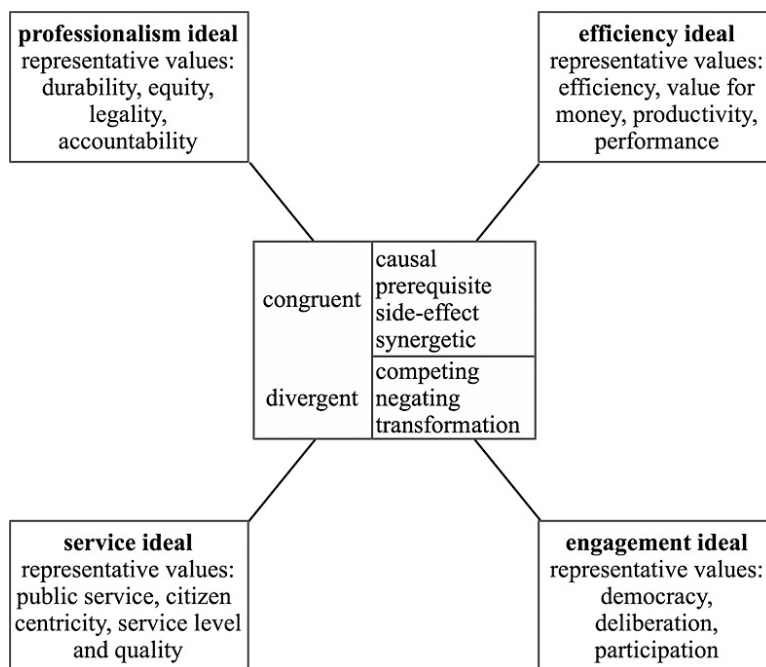 professionalism ideal
representative values:
durability, equity,
legality,
accountability
efficiency ideal
representative values:
efficiency, value for
money, productivity,
performance
congruent
causal
prerequisite
side-effect
synergetic
divergent
competing
negating
transformation
service ideal
representative values:
public service, citizen
centricity, service level
and quality
engagement ideal
representative values:
democracy,
deliberation,
participation